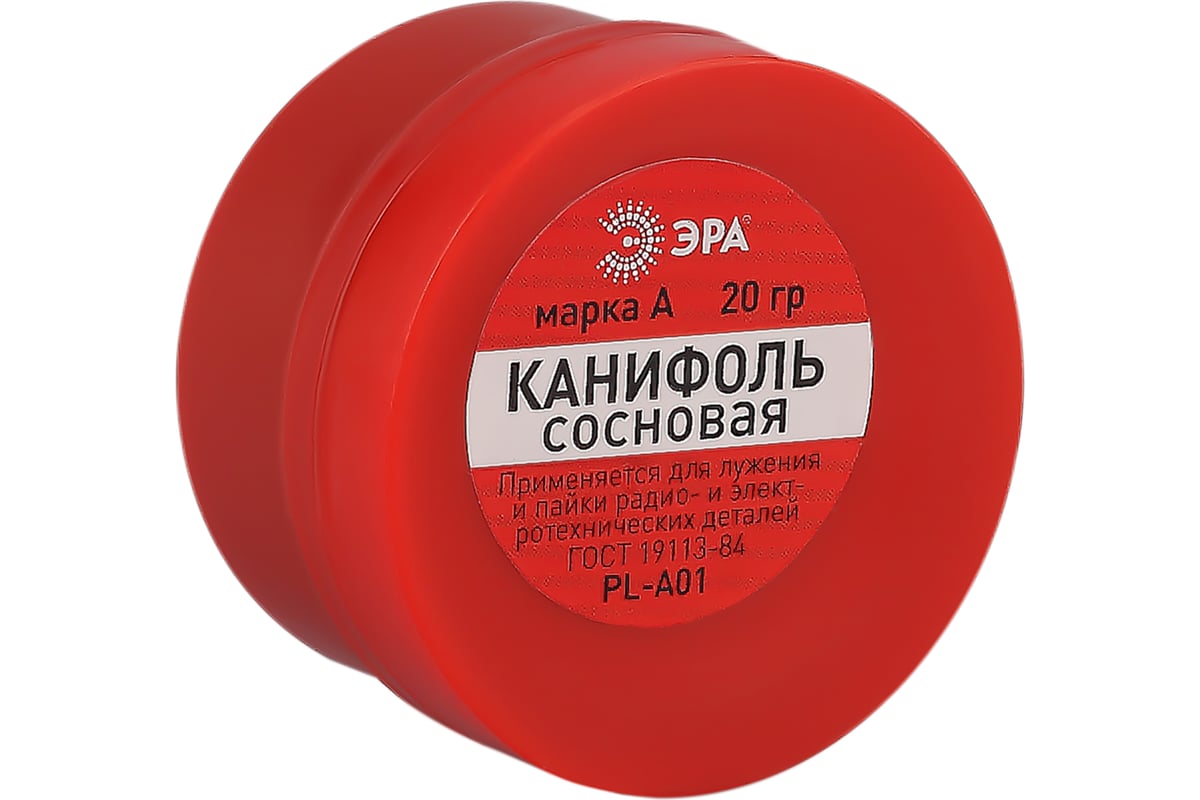 ЭРА®
марка А 20 гр
КАНИФОЛЬ
сосновая
Применяется для лужения
и пайки радио- и элект-
ротехнических деталей
ГОСТ 19113-84
PL-A01